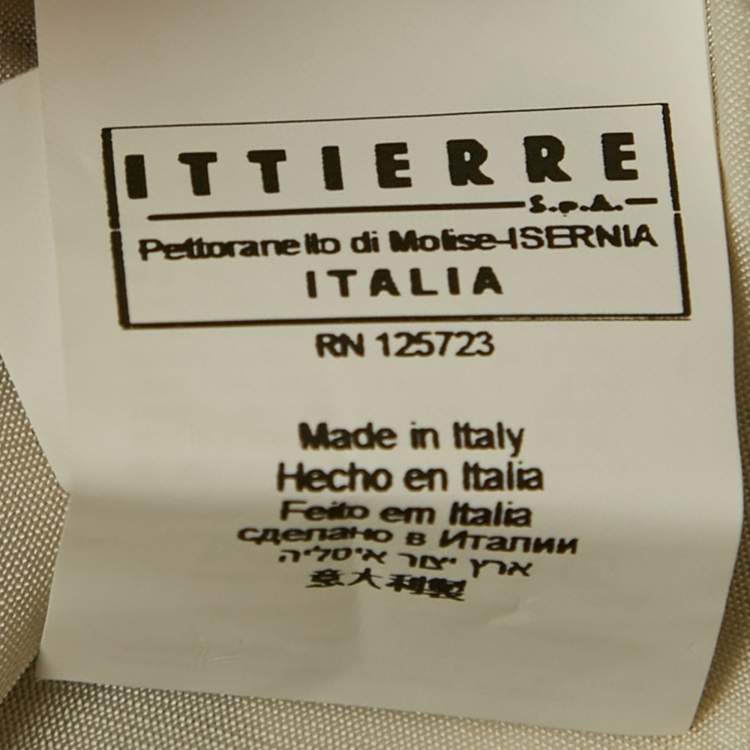 ITTIERRE
S.p.A.
Pettoranello di Molise-ISERNIA
ITALIA
RN 125723
Made in Italy
Hecho en Italia
Feito em Italia
сделано в Италии
ארץ יצור איטליה
意大利製